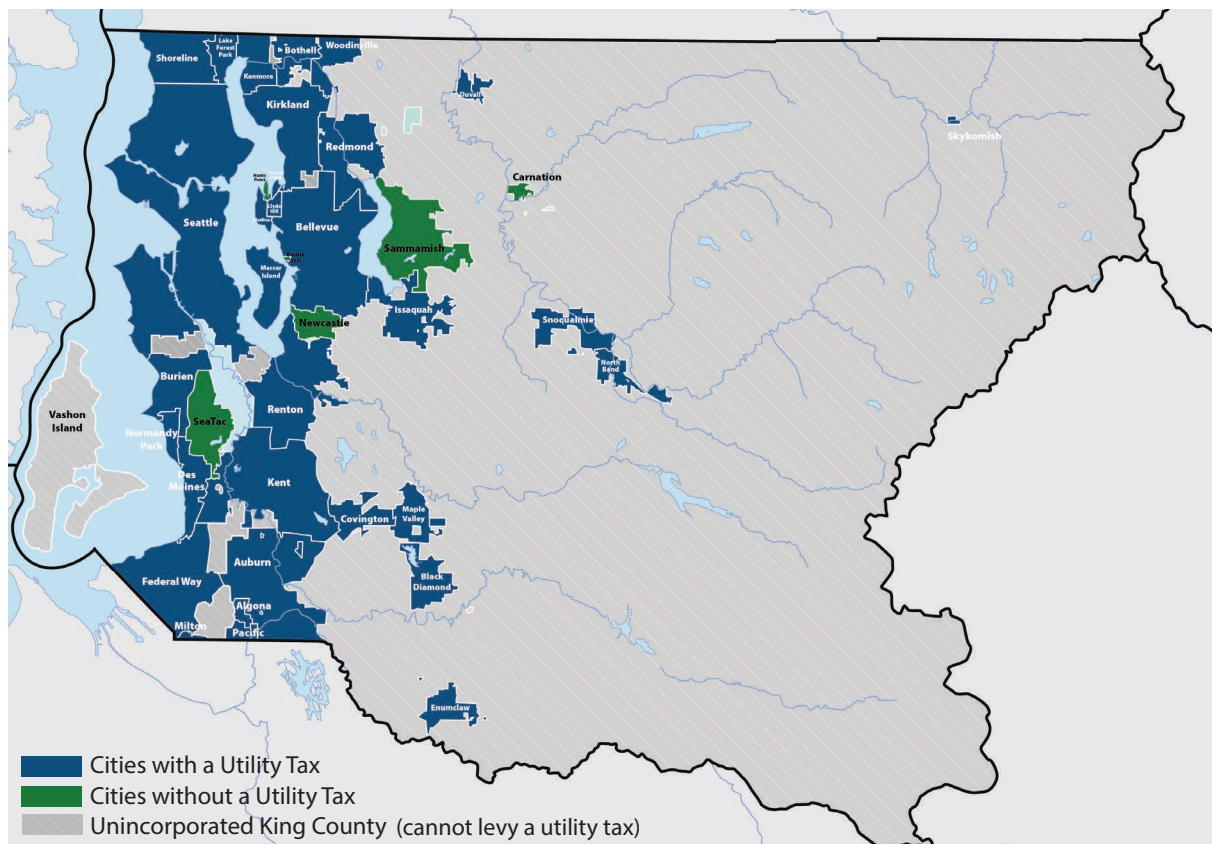 Lake
Forest
Park
Bothell
Woodinville
Shoreline
Kenmore
Kirkland
Duvall
Skykomish
Redmond
Carnation
Hunts
Point
Clyde
Hill
Medina
Seattle
Bellevue
Sammamish
Mercer
Island
Issaquah
Snoqualmie
Newcastle
North
Bend
Burien
Vashon
Island
SeaTac
Renton
Normandy
Park
Des
Moines
Kent
Covington
Maple
Valley
Auburn
Federal Way
Black
Diamond
Algona
Milton
Pacific
Enumclaw
Cities with a Utility Tax
Cities without a Utility Tax
Unincorporated King County (cannot levy a utility tax)